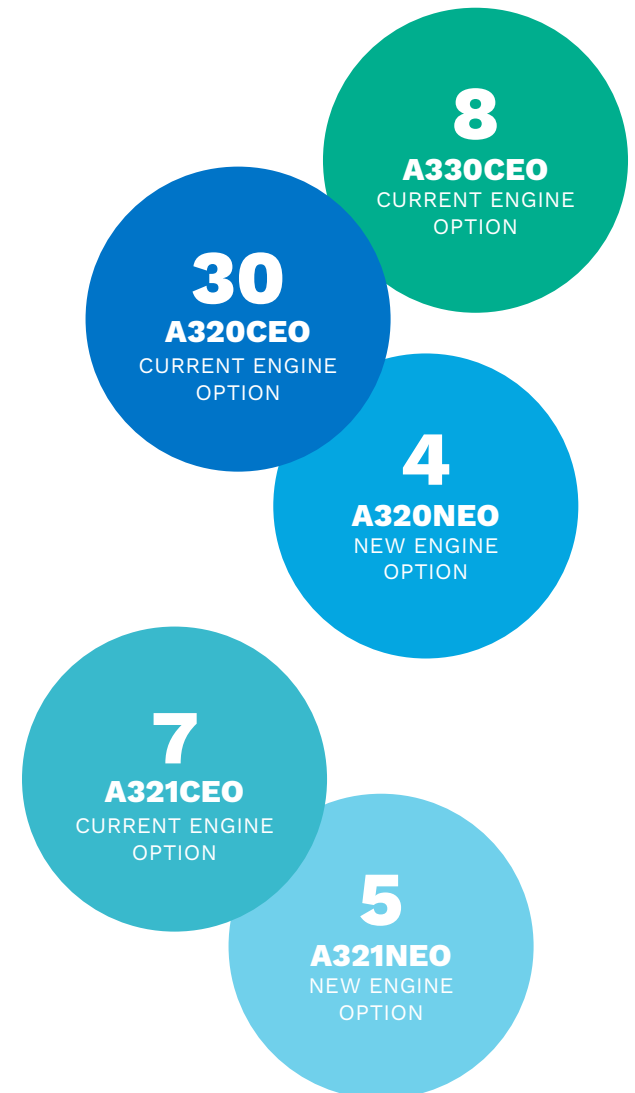 8
A330CEO
CURRENT ENGINE
OPTION
30
A320CEO
CURRENT ENGINE
OPTION
4
A320NEO
NEW ENGINE
OPTION
7
A321CEO
CURRENT ENGINE
OPTION
5
A321NEO
NEW ENGINE
OPTION